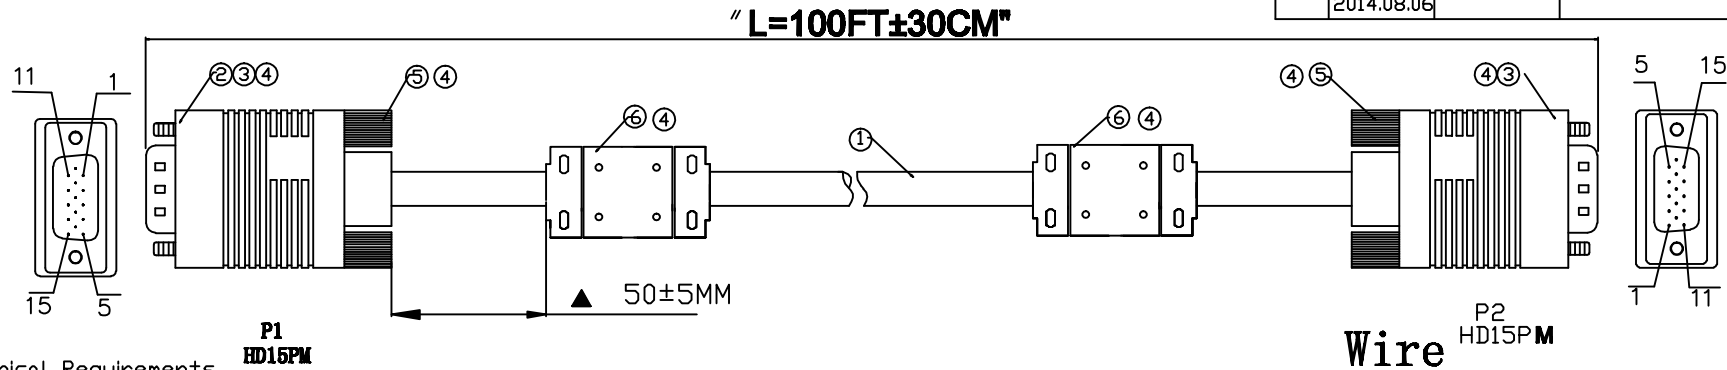 2014.08.06
" L=100FT±30CM"
11 1
②③④ ⑤④ ④⑤ ④③
5 15
⑥④ ① ⑥④
15 5
▲ 50±5MM
1 11
P1
HD15PM
P2
HD15PM
Wire
Requirements